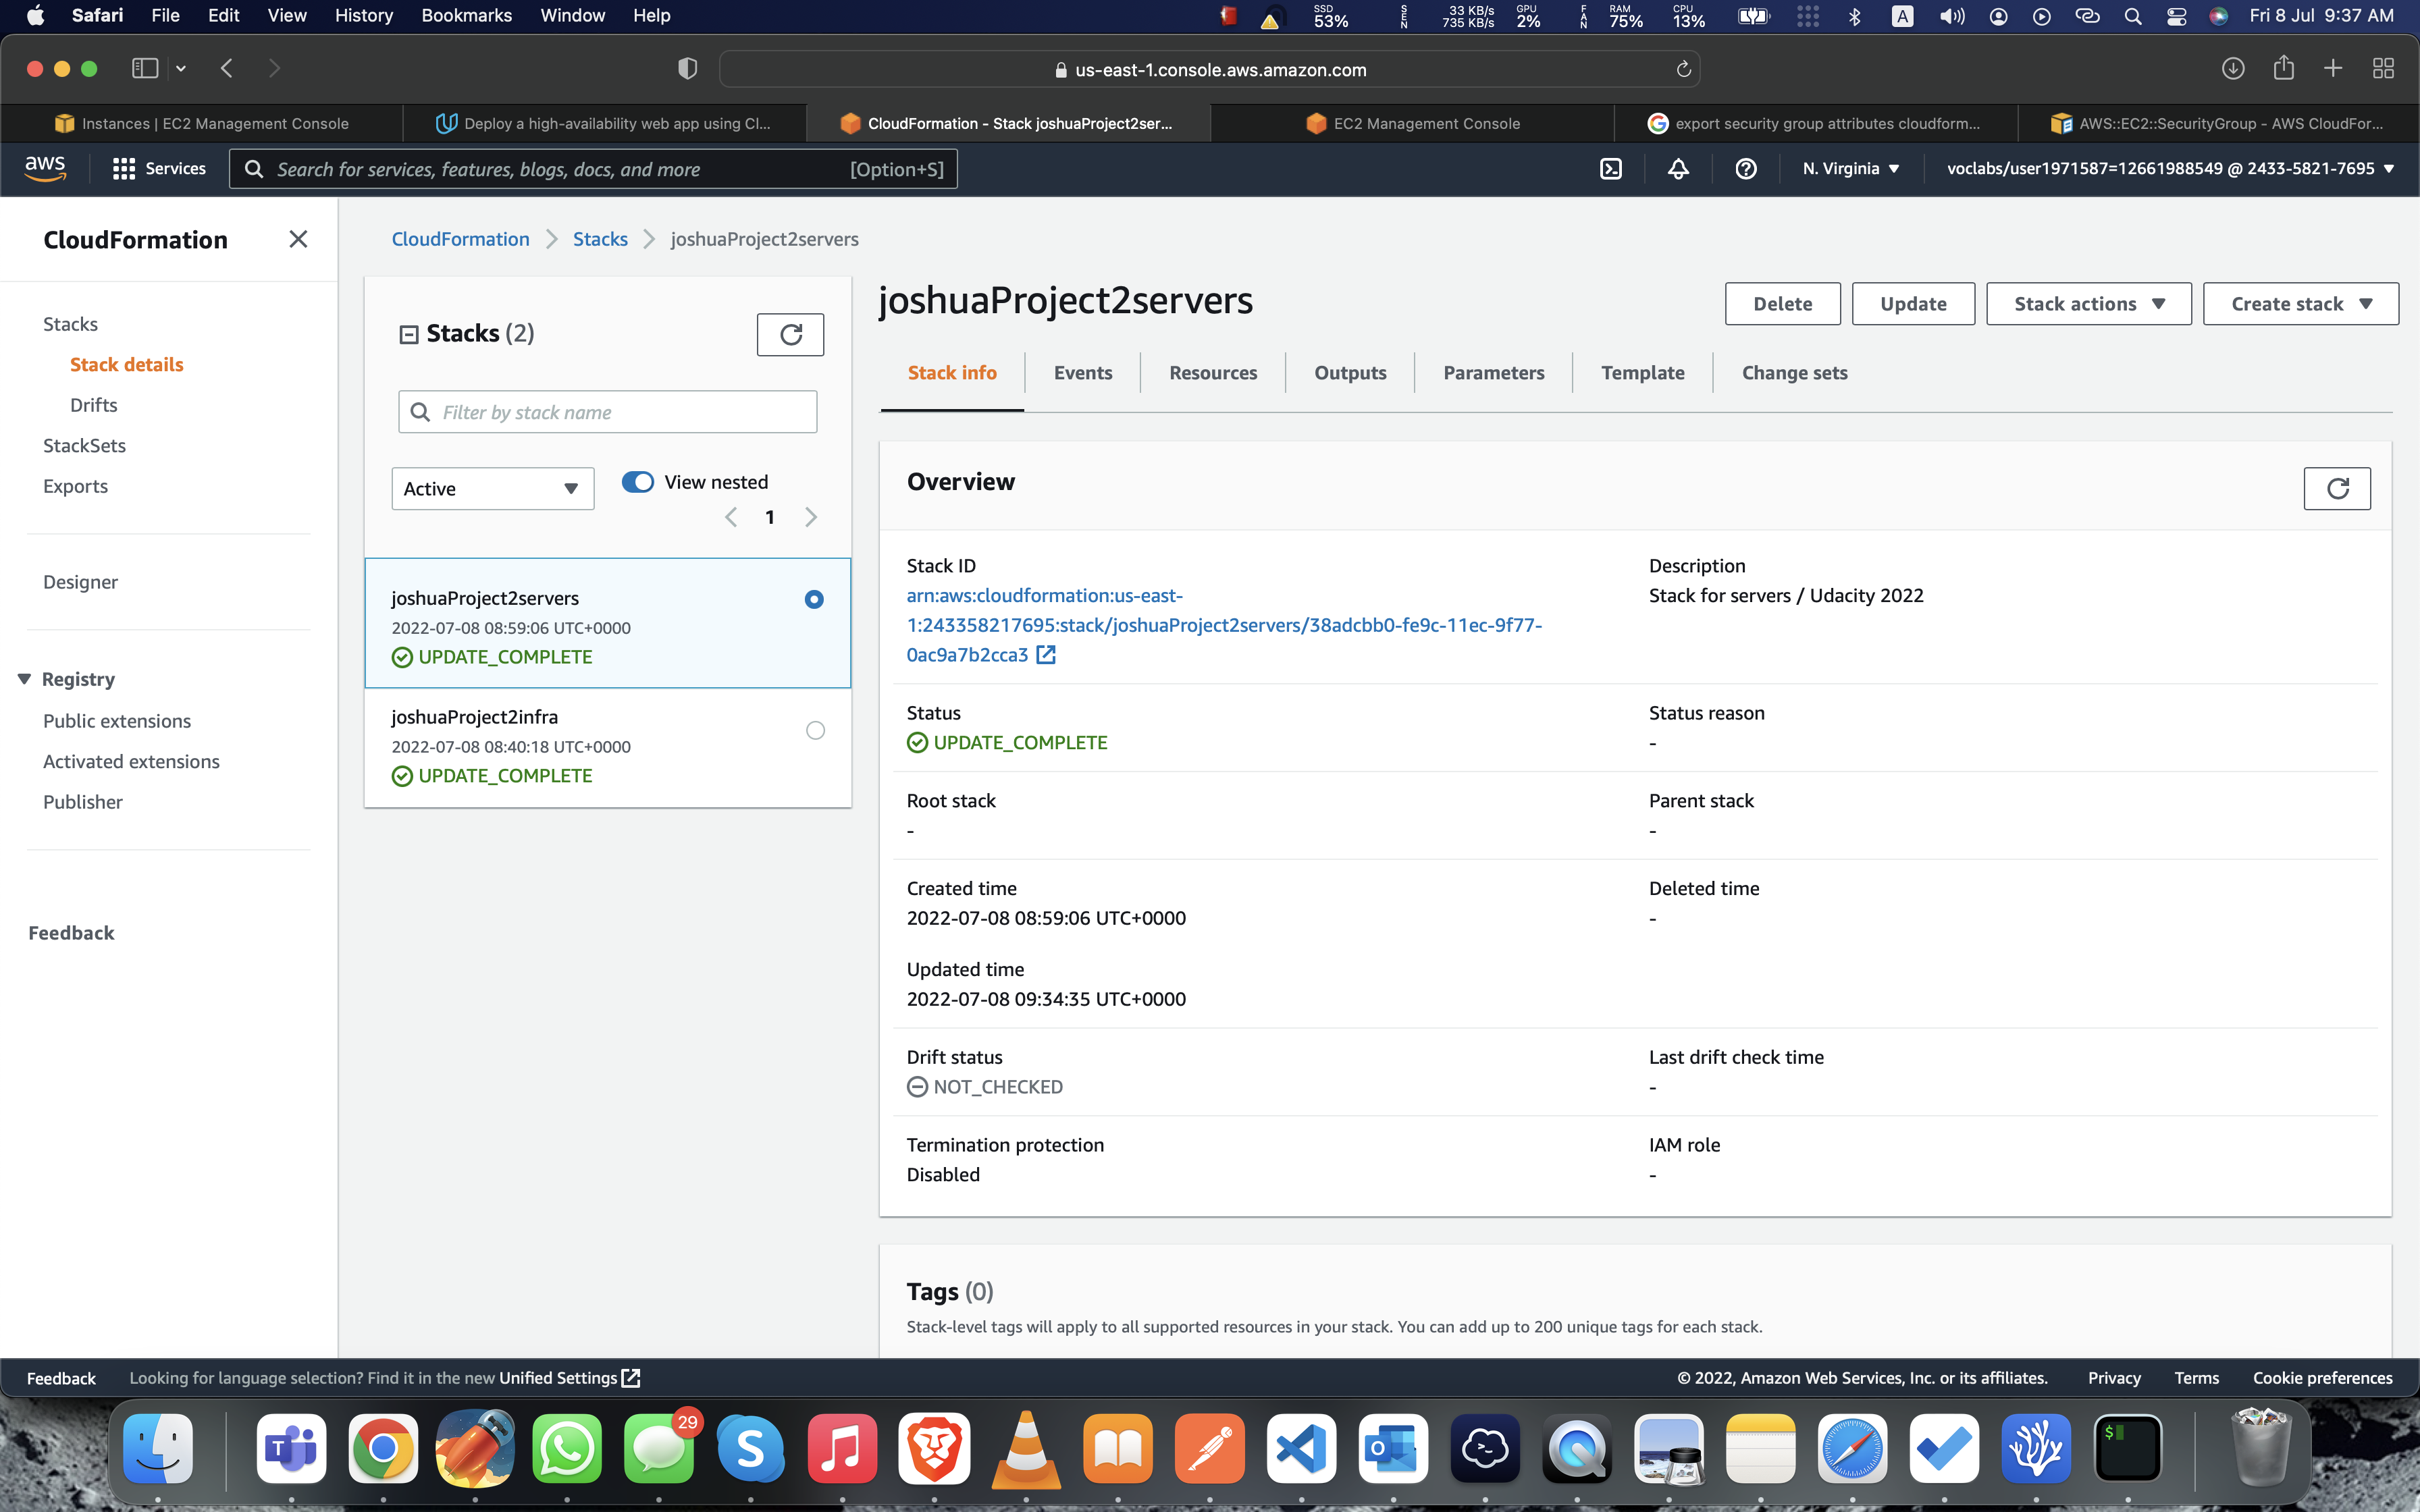 Safari File Edit View History Bookmarks Window Help
SSD 53%
SEN
33 KB/s
735 KB/s
GPU 2%
FAN
RAM 75%
CPU 13%
A
Fri 8 Jul 9:37 AM
us-east-1.console.aws.amazon.com
Instances | EC2 Management Console
Deploy a high-availability web app using Cl...
CloudFormation - Stack joshuaProject2ser...
EC2 Management Console
export security group attributes cloudform...
AWS::EC2::SecurityGroup - AWS CloudFor...
aws
Services
Search for services, features, blogs, docs, and more
[Option+S]
N. Virginia
voclabs/user1971587=12661988549 @ 2433-5821-7695
CloudFormation
Stacks
Stack details
Drifts
StackSets
Exports
Designer
Registry
Public extensions
Activated extensions
Publisher
Feedback
CloudFormation
Stacks
joshuaProject2servers
Stacks (2)
Filter by stack name
Active
View nested
1
joshuaProject2servers
2022-07-08 08:59:06 UTC+0000
UPDATE_COMPLETE
joshuaProject2infra
2022-07-08 08:40:18 UTC+0000
UPDATE_COMPLETE
joshuaProject2servers
Delete
Update
Stack actions
Create stack
Stack info
Events
Resources
Outputs
Parameters
Template
Change sets
Overview
Stack ID
arn:aws:cloudformation:us-east-
1:243358217695:stack/joshuaProject2servers/38adcbb0-fe9c-11ec-9f77-
0ac9a7b2cca3
Description
Stack for servers / Udacity 2022
Status
UPDATE_COMPLETE
Status reason
-
Root stack
-
Parent stack
-
Created time
2022-07-08 08:59:06 UTC+0000
Deleted time
-
Updated time
2022-07-08 09:34:35 UTC+0000
Drift status
NOT_CHECKED
Last drift check time
-
Termination protection
Disabled
IAM role
-
Tags (0)
Stack-level tags will apply to all supported resources in your stack. You can add up to 200 unique tags for each stack.
Feedback
Looking for language selection? Find it in the new Unified Settings
© 2022, Amazon Web Services, Inc. or its affiliates.
Privacy
Terms
Cookie preferences
T
29
S
O
$